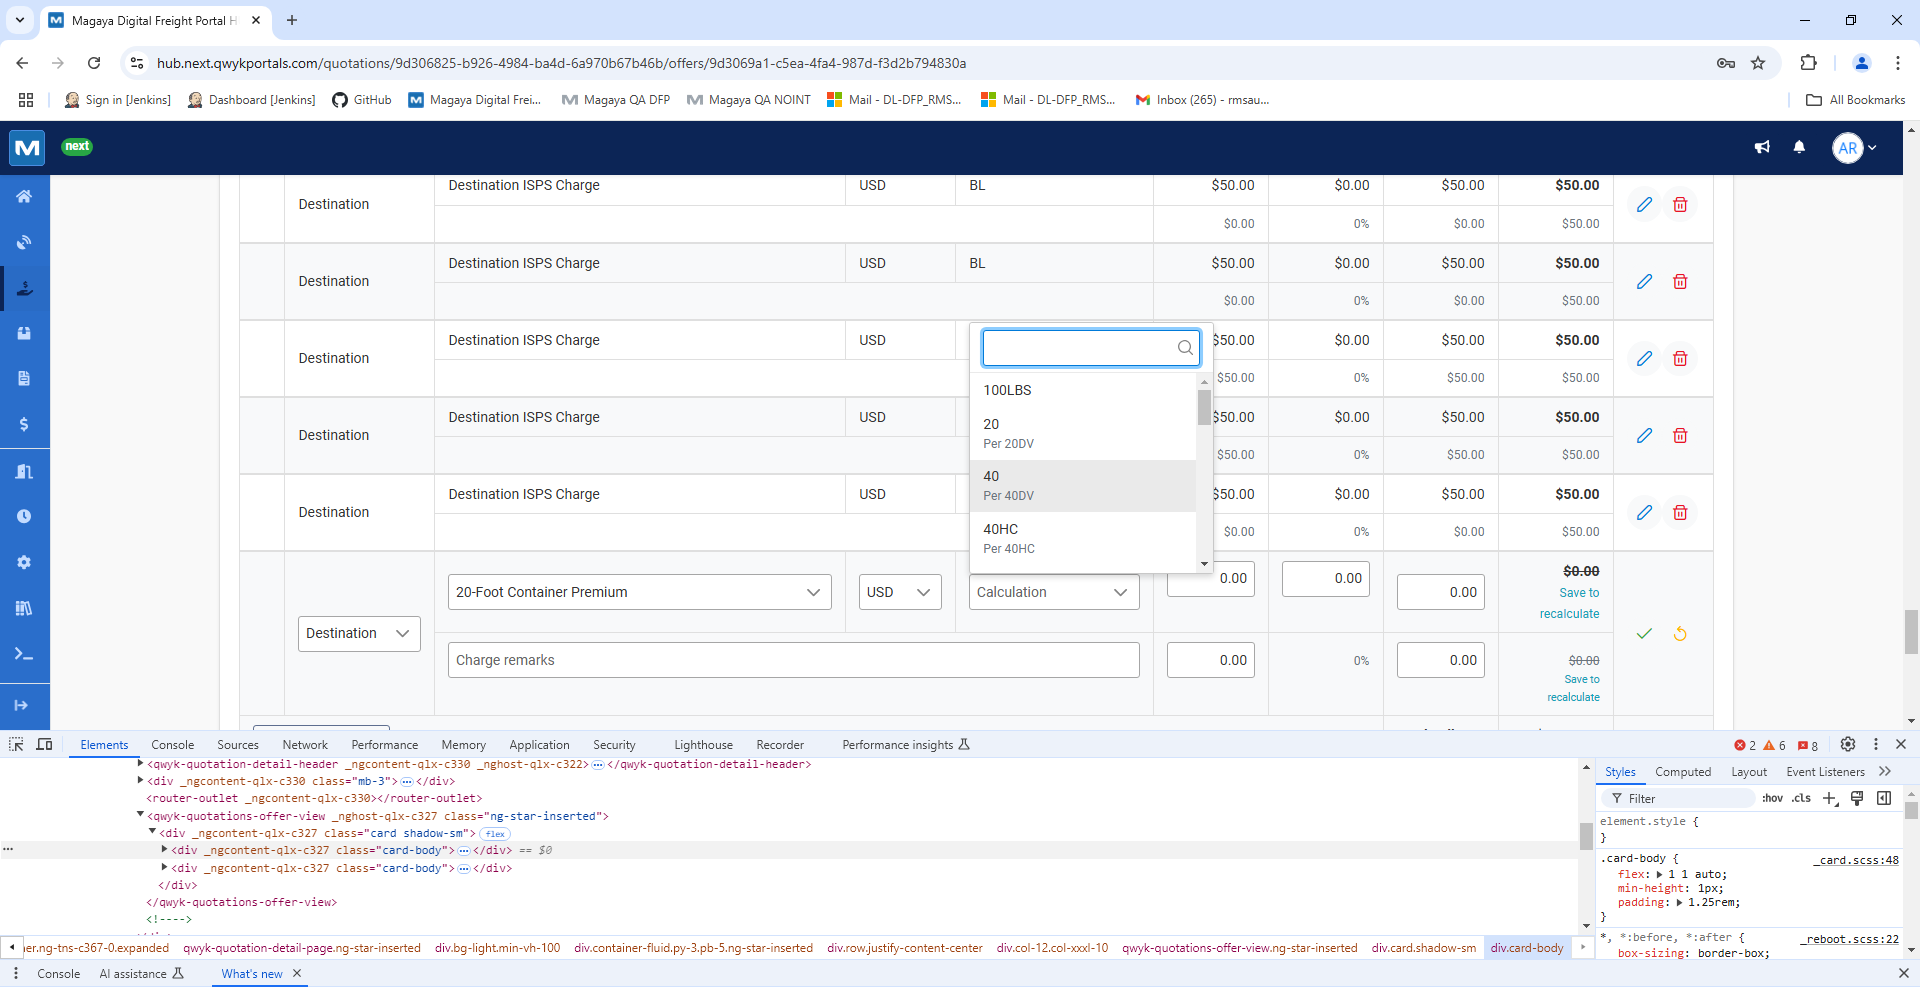 Magaya Digital Freight Portal H
hub.next.qwykportals.com/quotations/9d306825-b926-4984-ba4d-6a970b67b46b/offers/9d3069a1-c5ea-4fa4-987d-f3d2b794830a
Sign in [Jenkins] Dashboard [Jenkins] GitHub Magaya Digital Frei... Magaya QA DFP Magaya QA NOINT Mail - DL-DFP_RMS... Mail - DL-DFP_RMS... Inbox (265) - rmsau... All Bookmarks
next AR
Destination Destination ISPS Charge USD BL $50.00 $0.00 $50.00 $50.00
$0.00 0% $0.00 $50.00
Destination Destination ISPS Charge USD BL $50.00 $0.00 $50.00 $50.00
$0.00 0% $0.00 $50.00
Destination Destination ISPS Charge USD $50.00 $0.00 $50.00 $50.00
$50.00 0% $50.00 $50.00
100LBS
20
Per 20DV
40
Per 40DV
40HC
Per 40HC
Destination Destination ISPS Charge USD $50.00 $0.00 $50.00 $50.00
$50.00 0% $50.00 $50.00
Destination Destination ISPS Charge USD $50.00 $0.00 $50.00 $50.00
$0.00 0% $0.00 $50.00
Destination 20-Foot Container Premium USD Calculation 0.00 0.00 0.00 $0.00
Save to
recalculate
Charge remarks 0.00 0% 0.00 $0.00
Save to
recalculate
Elements Console Sources Network Performance Memory Application Security Lighthouse Recorder Performance insights 2 6 8
<qwyk-quotation-detail-header _ngcontent-qlx-c330 _nghost-qlx-c322>…</qwyk-quotation-detail-header>
<div _ngcontent-qlx-c330 class="mb-3">…</div>
<router-outlet _ngcontent-qlx-c330></router-outlet>
<qwyk-quotations-offer-view _nghost-qlx-c327 class="ng-star-inserted">
<div _ngcontent-qlx-c327 class="card shadow-sm"> flex
<div _ngcontent-qlx-c327 class="card-body">…</div> == $0
<div _ngcontent-qlx-c327 class="card-body">…</div>
</div>
</qwyk-quotations-offer-view>
<!---->
Styles Computed Layout Event Listeners
Filter :hov .cls
element.style {
}
.card-body { _card.scss:48
flex: 1 1 auto;
min-height: 1px;
padding: 1.25rem;
}
*, *:before, *:after { _reboot.scss:22
box-sizing: border-box;
ner.ng-tns-c367-0.expanded qwyk-quotation-detail-page.ng-star-inserted div.bg-light.min-vh-100 div.container-fluid.py-3.pb-5.ng-star-inserted div.row.justify-content-center div.col-12.col-xxxl-10 qwyk-quotations-offer-view.ng-star-inserted div.card.shadow-sm div.card-body
Console AI assistance What's new